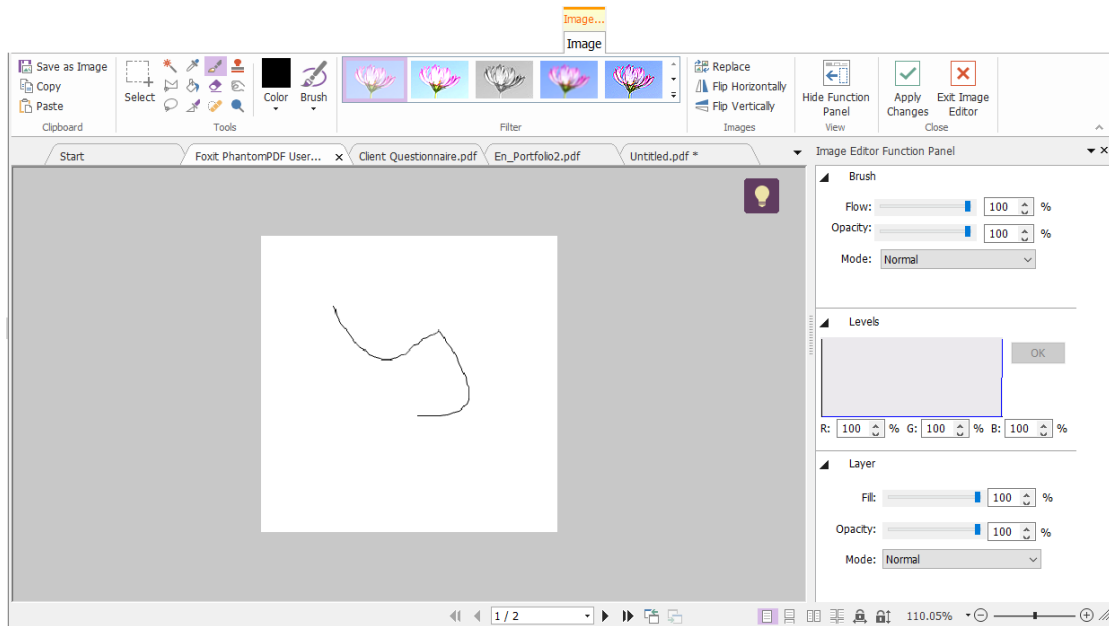 Image...
Image
Save as Image
Copy
Paste
Clipboard
Select
Tools
Color
Brush
Filter
Replace
Flip Horizontally
Flip Vertically
Images
Hide Function
Panel
View
Apply
Changes
Exit Image
Editor
Close
Start
Foxit PhantomPDF User...
Client Questionnaire.pdf
En_Portfolio2.pdf
Untitled.pdf *
Image Editor Function Panel
Brush
Flow: 100 %
Opacity: 100 %
Mode: Normal
Levels
OK
R: 100 % G: 100 % B: 100 %
Layer
Fill: 100 %
Opacity: 100 %
Mode: Normal
1 / 2
110.05%